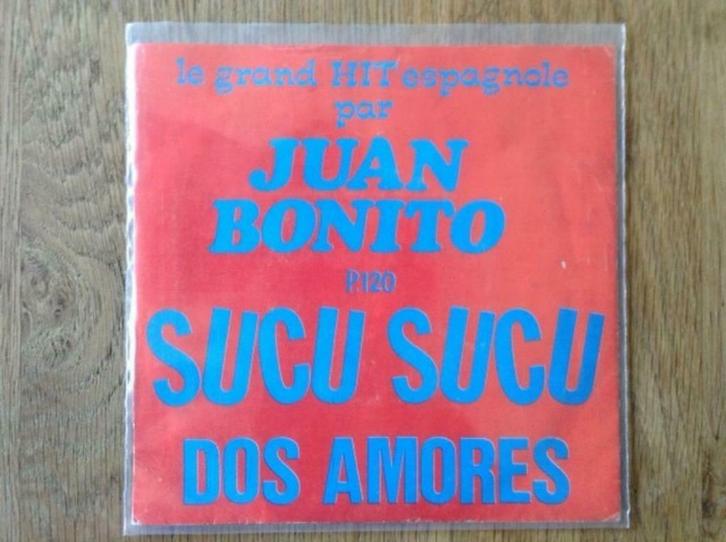 le grand HIT espagnole
par
JUAN
BONITO
P.120
SUCU SUCU
DOS AMORES